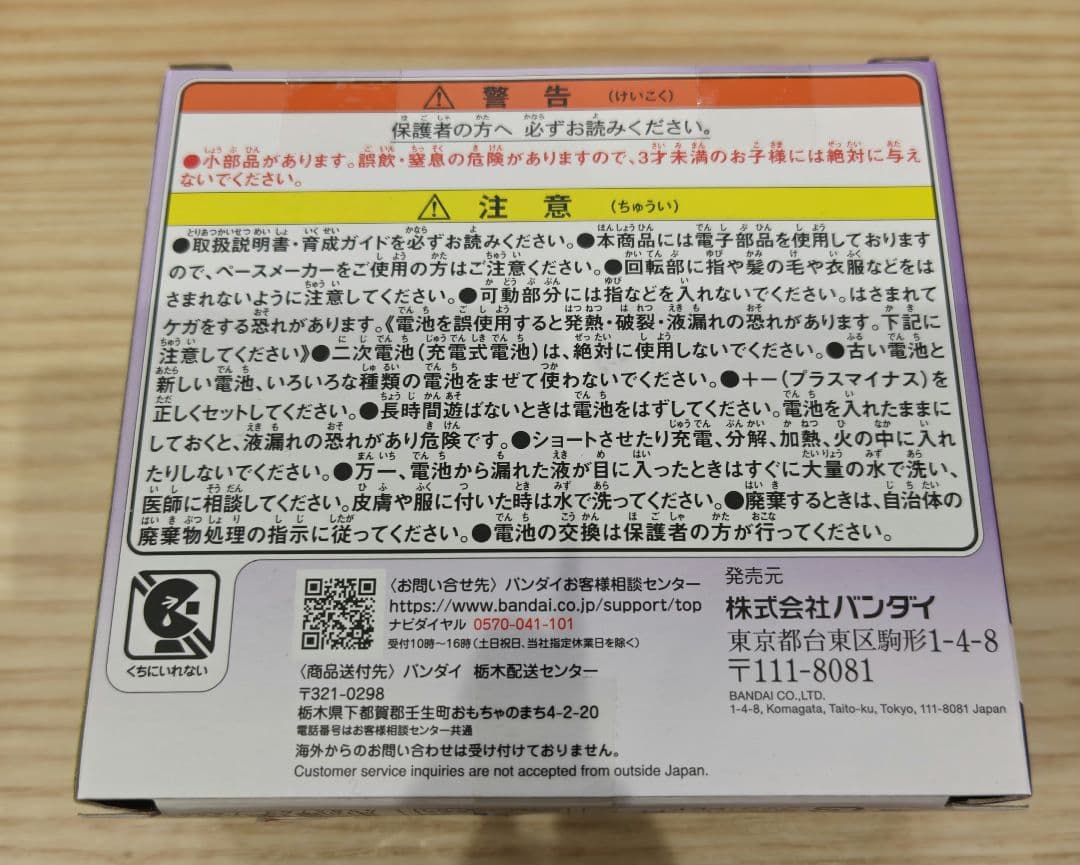 警告 (けいこく)
保護者の方へ 必ずお読みください。
●小部品があります。誤飲・窒息の危険がありますので、3才未満のお子様には絶対に与え
ないでください。
注意 (ちゅうい)
●取扱説明書・育成ガイドを必ずお読みください。●本商品には電子部品を使用しております
ので、ペースメーカーをご使用の方はご注意ください。●回転部に指や髪の毛や衣服などをは
さまれないように注意してください。●可動部分には指などを入れないでください。はさまれて
ケガをする恐れがあります。《電池を誤使用すると発熱・破裂・液漏れの恐れがあります。下記に
注意してください》●二次電池(充電式電池)は、絶対に使用しないでください。●古い電池と
新しい電池、いろいろな種類の電池をまぜて使わないでください。●+−(プラスマイナス)を
正しくセットしてください。●長時間遊ばないときは電池をはずしてください。電池を入れたままに
しておくと、液漏れの恐れがあり危険です。●ショートさせたり充電、分解、加熱、火の中に入れ
たりしないでください。●万一、電池から漏れた液が目に入ったときはすぐに大量の水で洗い、
医師に相談してください。皮膚や服に付いた時は水で洗ってください。●廃棄するときは、自治体の
廃棄物処理の指示に従ってください。●電池の交換は保護者の方が行ってください。
くちにいれない
〈お問い合せ先〉バンダイお客様相談センター
https://www.bandai.co.jp/support/top
ナビダイヤル 0570-041-101
受付10時〜16時(土日祝日、当社指定休業日を除く)
〈商品送付先〉バンダイ 栃木配送センター
〒321-0298
栃木県下都賀郡壬生町おもちゃのまち4-2-20
電話番号はお客様相談センター共通
海外からのお問い合わせは受け付けておりません。
Customer service inquiries are not accepted from outside Japan.
発売元
株式会社バンダイ
東京都台東区駒形1-4-8
〒111-8081
BANDAI CO.,LTD.
1-4-8, Komagata, Taito-ku, Tokyo, 111-8081 Japan